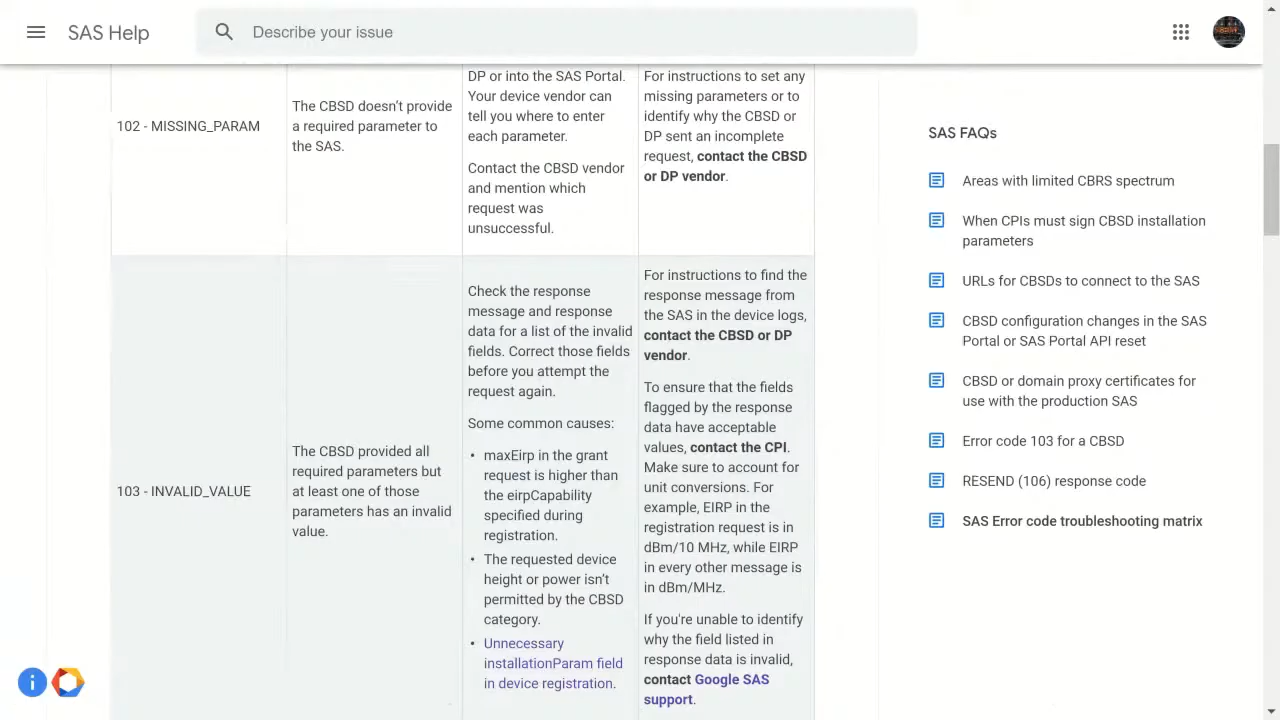 SAS Help
Describe your issue
102 - MISSING_PARAM
The CBSD doesn’t provide
a required parameter to
the SAS.
DP or into the SAS Portal.
Your device vendor can
tell you where to enter
each parameter.
Contact the CBSD vendor
and mention which
request was
unsuccessful.
For instructions to set any
missing parameters or to
identify why the CBSD or
DP sent an incomplete
request, contact the CBSD
or DP vendor.
103 - INVALID_VALUE
The CBSD provided all
required parameters but
at least one of those
parameters has an invalid
value.
Check the response
message and response
data for a list of the invalid
fields. Correct those fields
before you attempt the
request again.
Some common causes:
• maxEirp in the grant
request is higher than
the eirpCapability
specified during
registration.
• The requested device
height or power isn’t
permitted by the CBSD
category.
• Unnecessary
installationParam field
in device registration.
For instructions to find the
response message from
the SAS in the device logs,
contact the CBSD or DP
vendor.
To ensure that the fields
flagged by the response
data have acceptable
values, contact the CPI.
Make sure to account for
unit conversions. For
example, EIRP in the
registration request is in
dBm/10 MHz, while EIRP
in every other message is
in dBm/MHz.
If you're unable to identify
why the field listed in
response data is invalid,
contact Google SAS
support.
SAS FAQs
Areas with limited CBRS spectrum
When CPIs must sign CBSD installation
parameters
URLs for CBSDs to connect to the SAS
CBSD configuration changes in the SAS
Portal or SAS Portal API reset
CBSD or domain proxy certificates for
use with the production SAS
Error code 103 for a CBSD
RESEND (106) response code
SAS Error code troubleshooting matrix